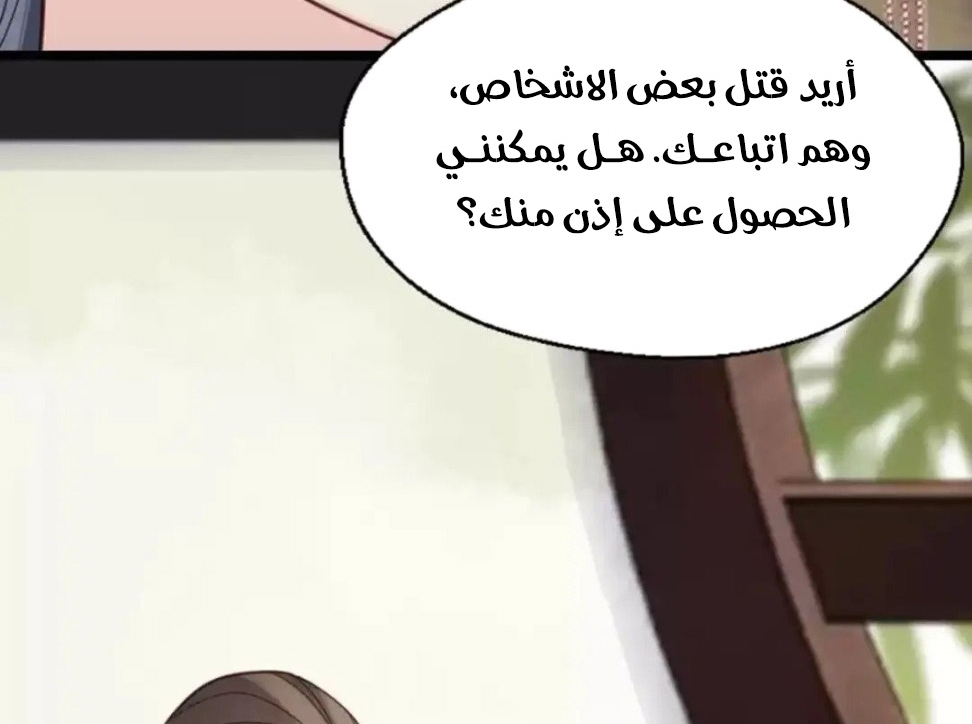 أريد قتل بعض الاشخاص،
وهم اتباعـك. هـل يمكننـي
الحصول على إذن منك؟